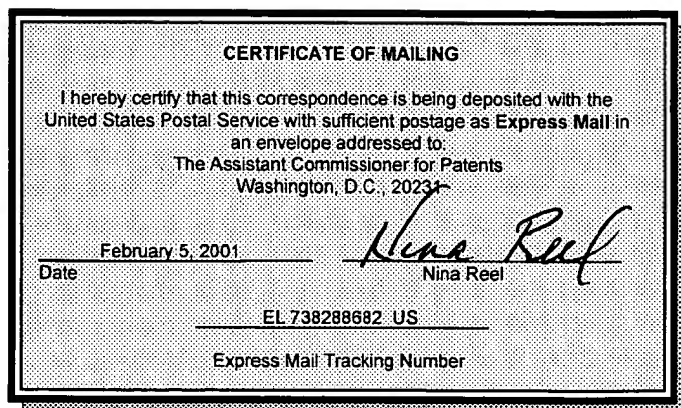 CERTIFICATE OF MAILING
I hereby certify that this correspondence is being deposited with the
United States Postal Service with sufficient postage as Express Mail in
an envelope addressed to:
The Assistant Commissioner for Patents
Washington, D.C., 20231
February 5, 2001 Nina Reel
Date Nina Reel
EL 738288682 US
Express Mail Tracking Number